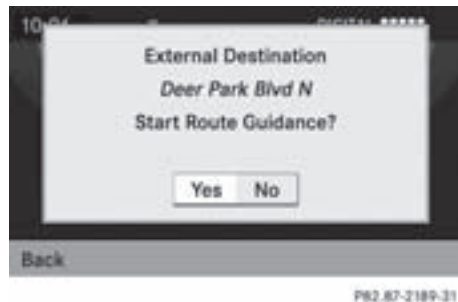 External Destination
Deer Park Blvd N
Start Route Guidance?
Yes No
Back
P82.87-2189-31